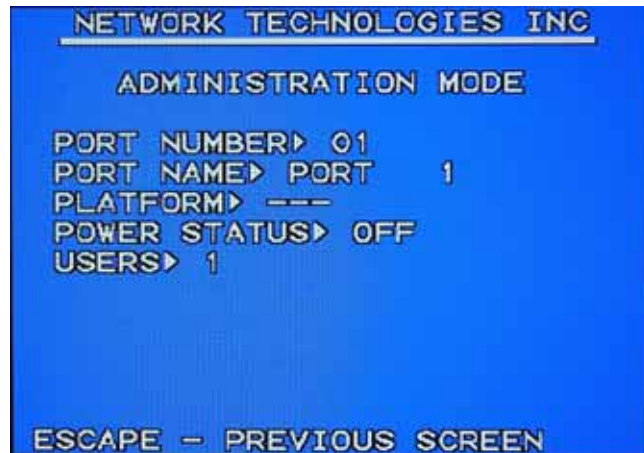 NETWORK TECHNOLOGIES INC
ADMINISTRATION MODE
PORT NUMBER▸ 01
PORT NAME▸ PORT 1
PLATFORM▸ ---
POWER STATUS▸ OFF
USERS▸ 1
ESCAPE - PREVIOUS SCREEN